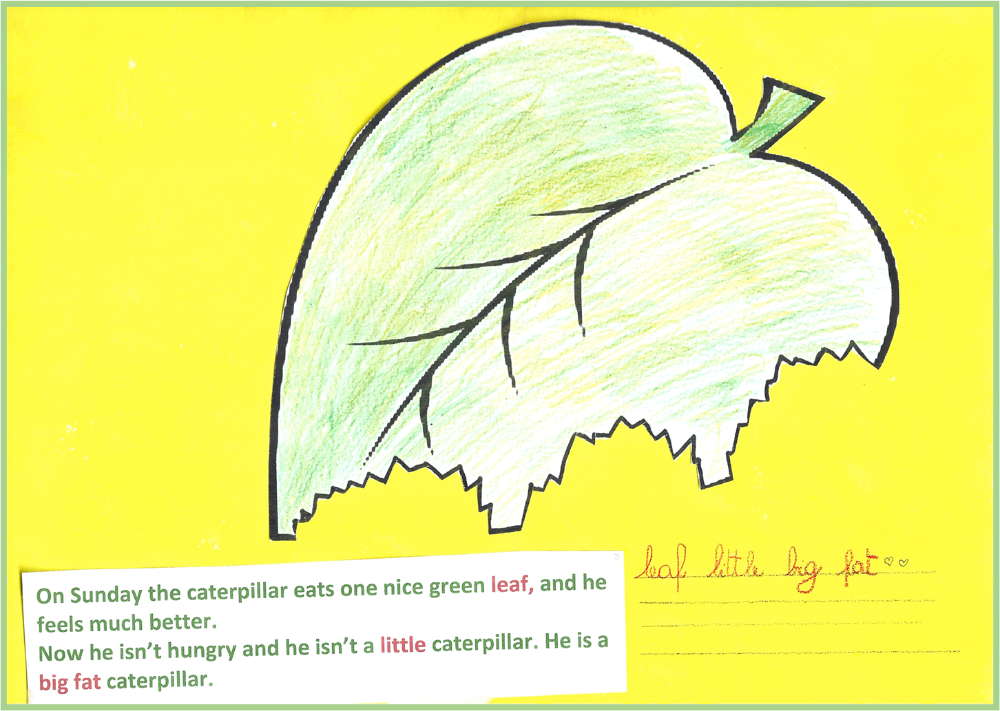 On Sunday the caterpillar eats one nice green leaf, and he
feels much better.
Now he isn't hungry and he isn't a little caterpillar. He is a
big fat caterpillar.
leaf little big fat